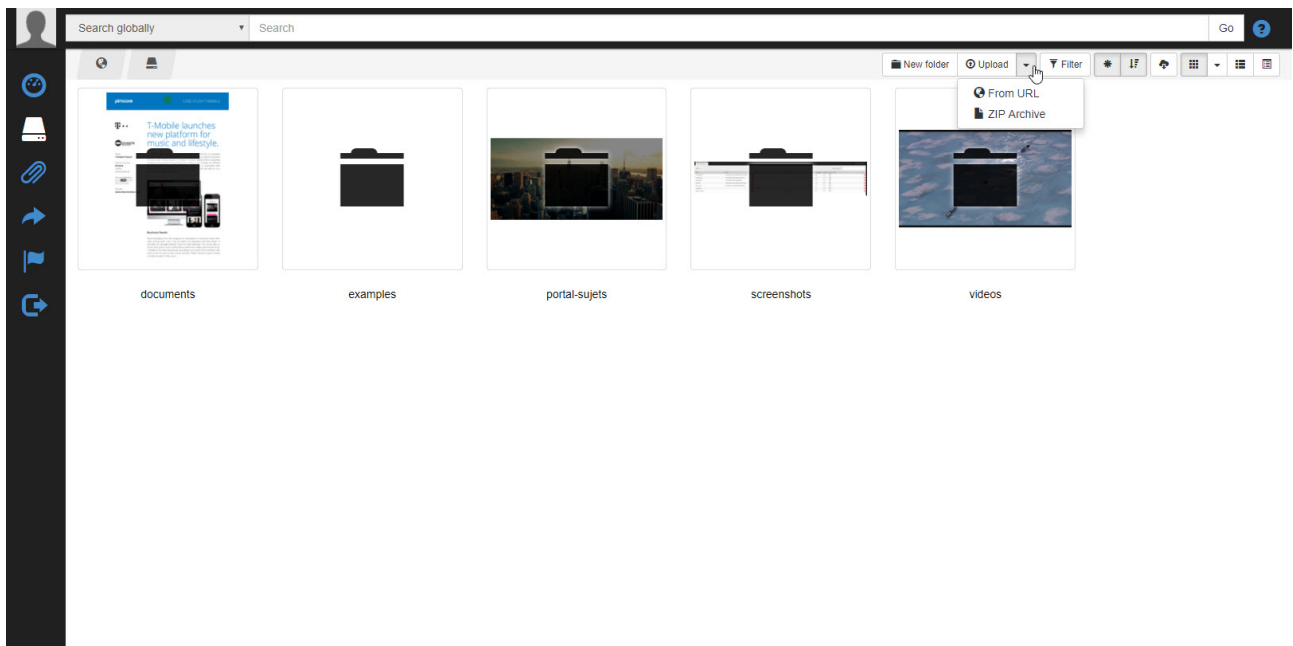 Search globally
Search
Go
?
New folder
Upload
Filter
From URL
ZIP Archive
pimcore
T-Mobile launches
new platform for
music and lifestyle.
documents
examples
portal-sujets
screenshots
videos